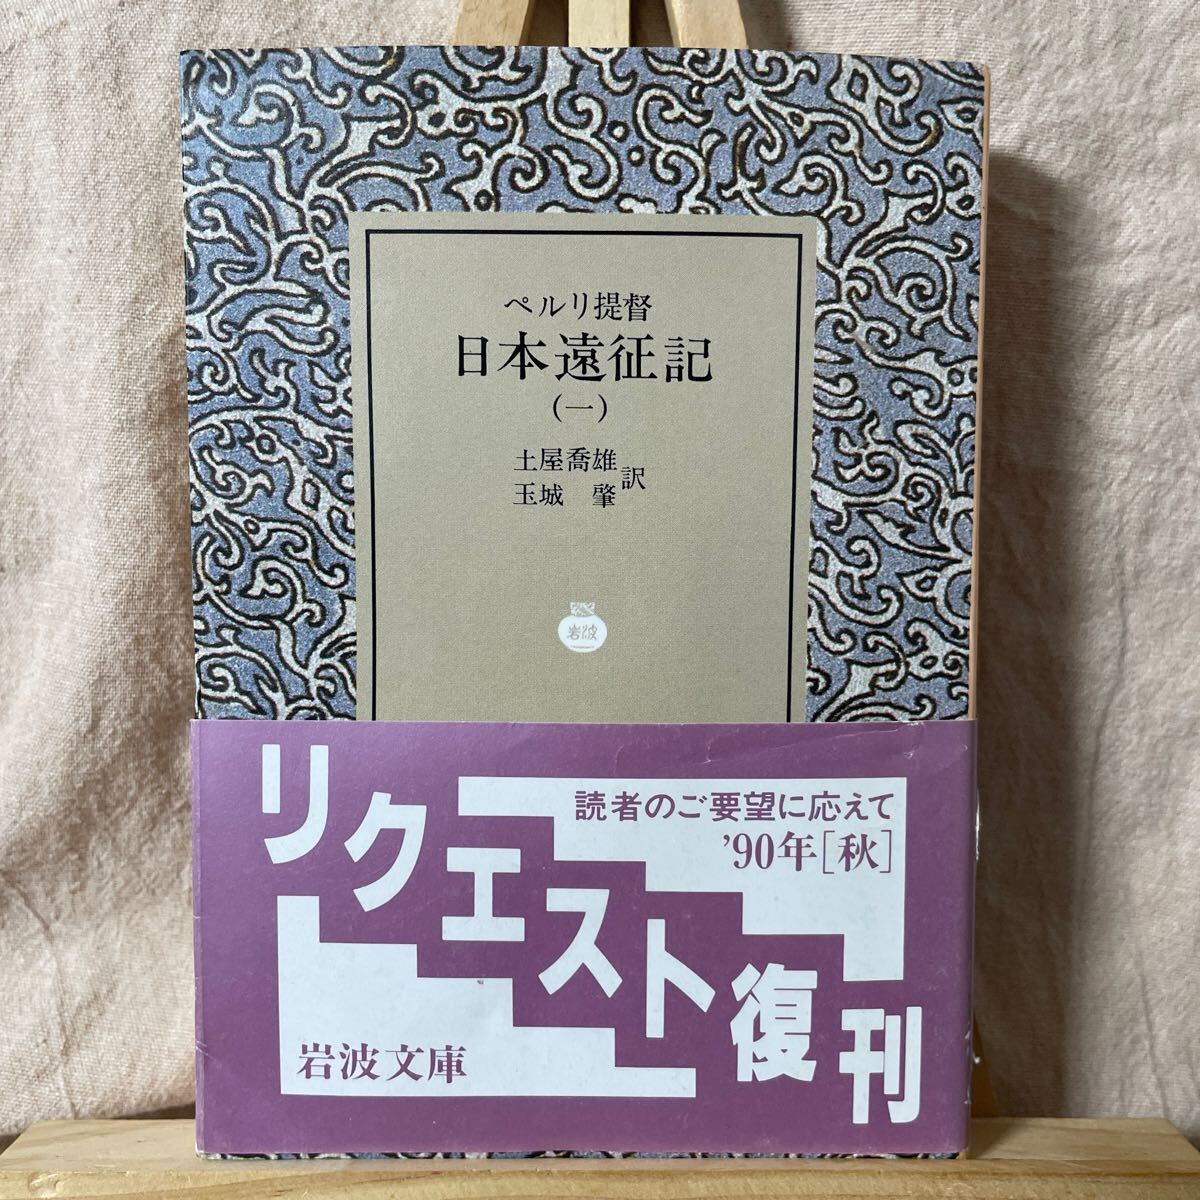 ペルリ提督
日本遠征記
(一)
土屋喬雄
玉城 肇
訳
岩波
読者のご要望に応えて
'90年[秋]
リクエスト復刊
岩波文庫